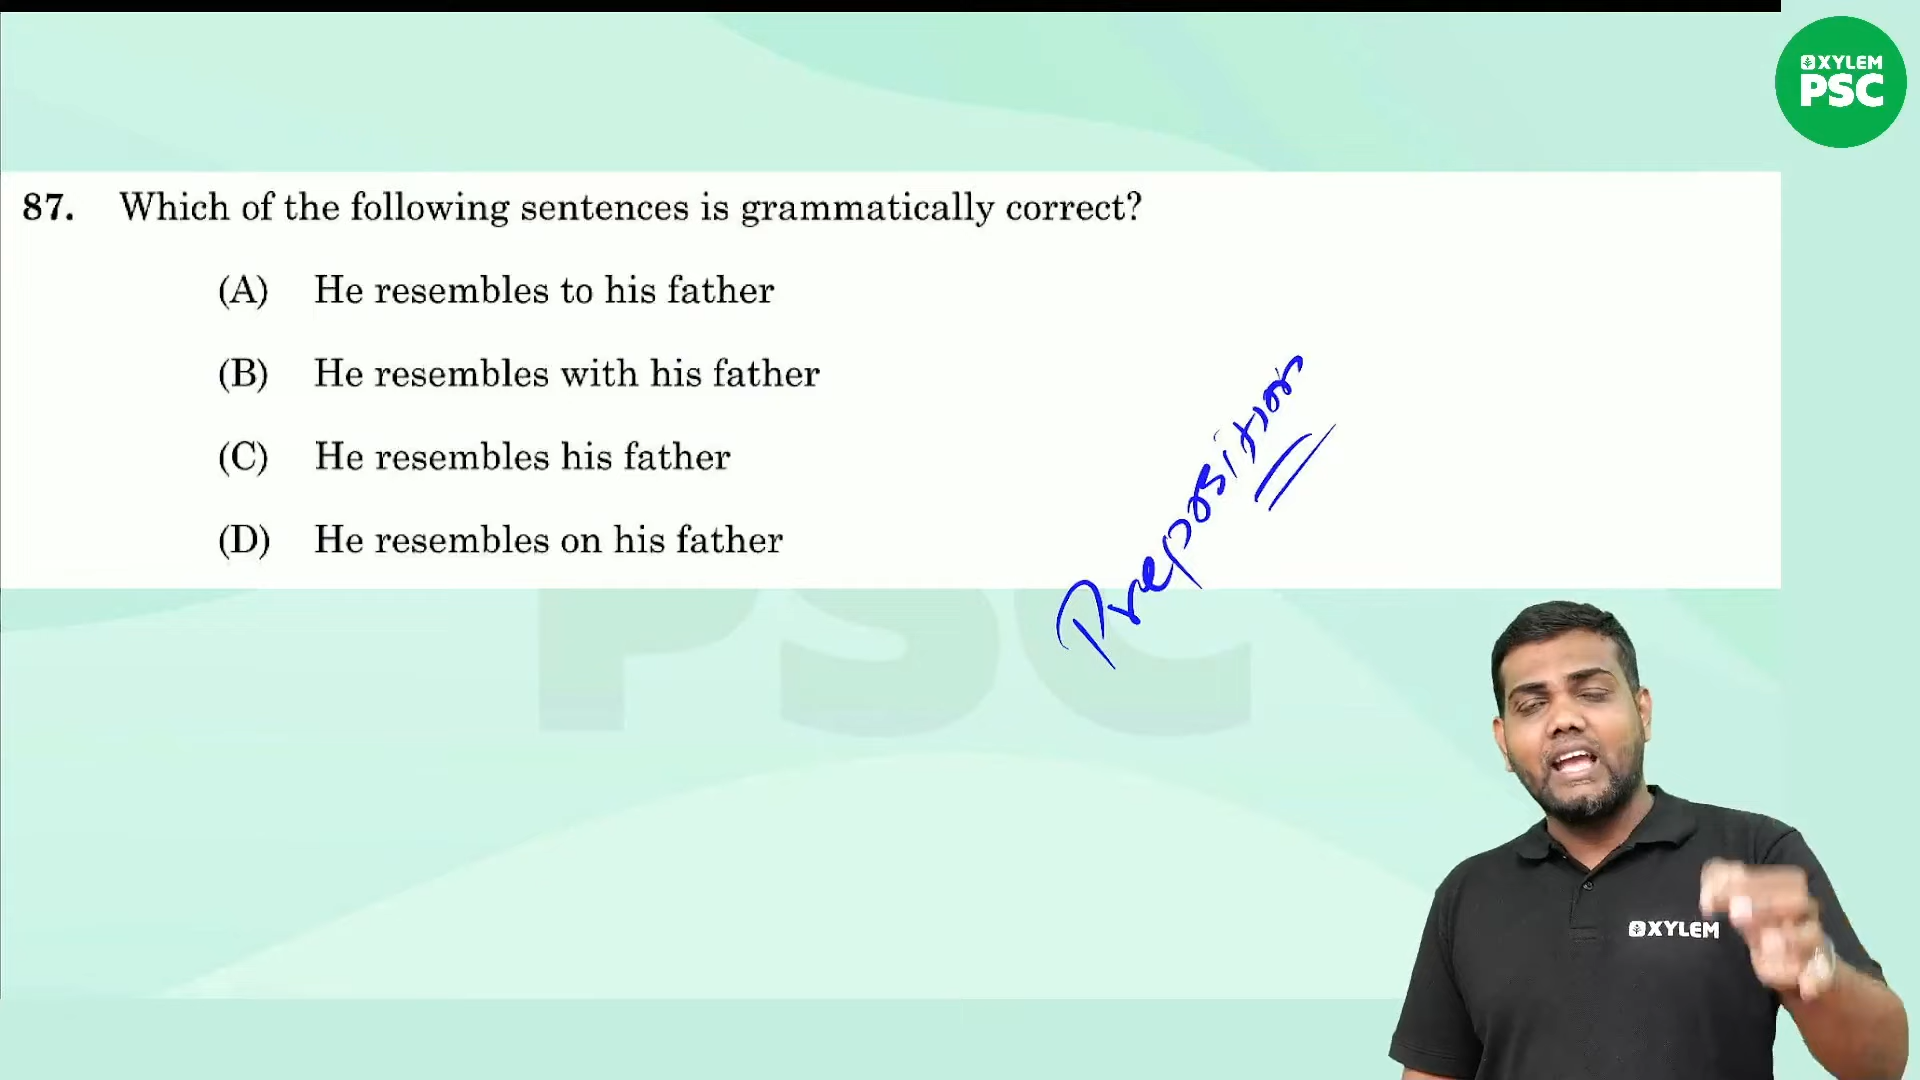 XYLEM
PSC
87. Which of the following sentences is grammatically correct?
(A) He resembles to his father
(B) He resembles with his father
(C) He resembles his father
(D) He resembles on his father
Preposition
PSC
XYLEM